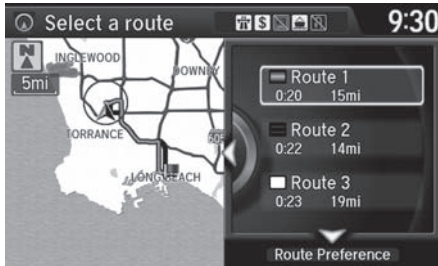 Select a route
$
9:30
N
5mi
INGLEWOOD
DOWNEY
TORRANCE
605
LONG BEACH
Route 1
0:20 15mi
Route 2
0:22 14mi
Route 3
0:23 19mi
Route Preference